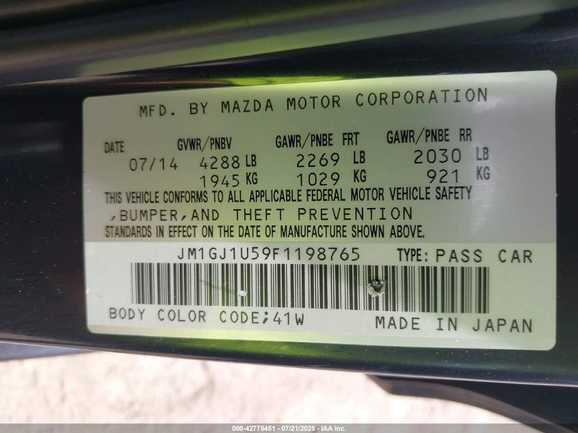 MFD. BY MAZDA MOTOR CORPORATION
DATE GVWR/PNBV GAWR/PNBE FRT GAWR/PNBE RR
07/14 4288 LB 2269 LB 2030 LB
1945 KG 1029 KG 921 KG
THIS VEHICLE CONFORMS TO ALL APPLICABLE FEDERAL MOTOR VEHICLE SAFETY
,BUMPER,AND THEFT PREVENTION
STANDARDS IN EFFECT ON THE DATE OF MANUFACTURE SHOWN ABOVE.
JM1GJ1U59F1198765 TYPE: PASS CAR
BODY COLOR CODE;41W MADE IN JAPAN
000-42778451 - 07/21/2025 - IAA Inc.